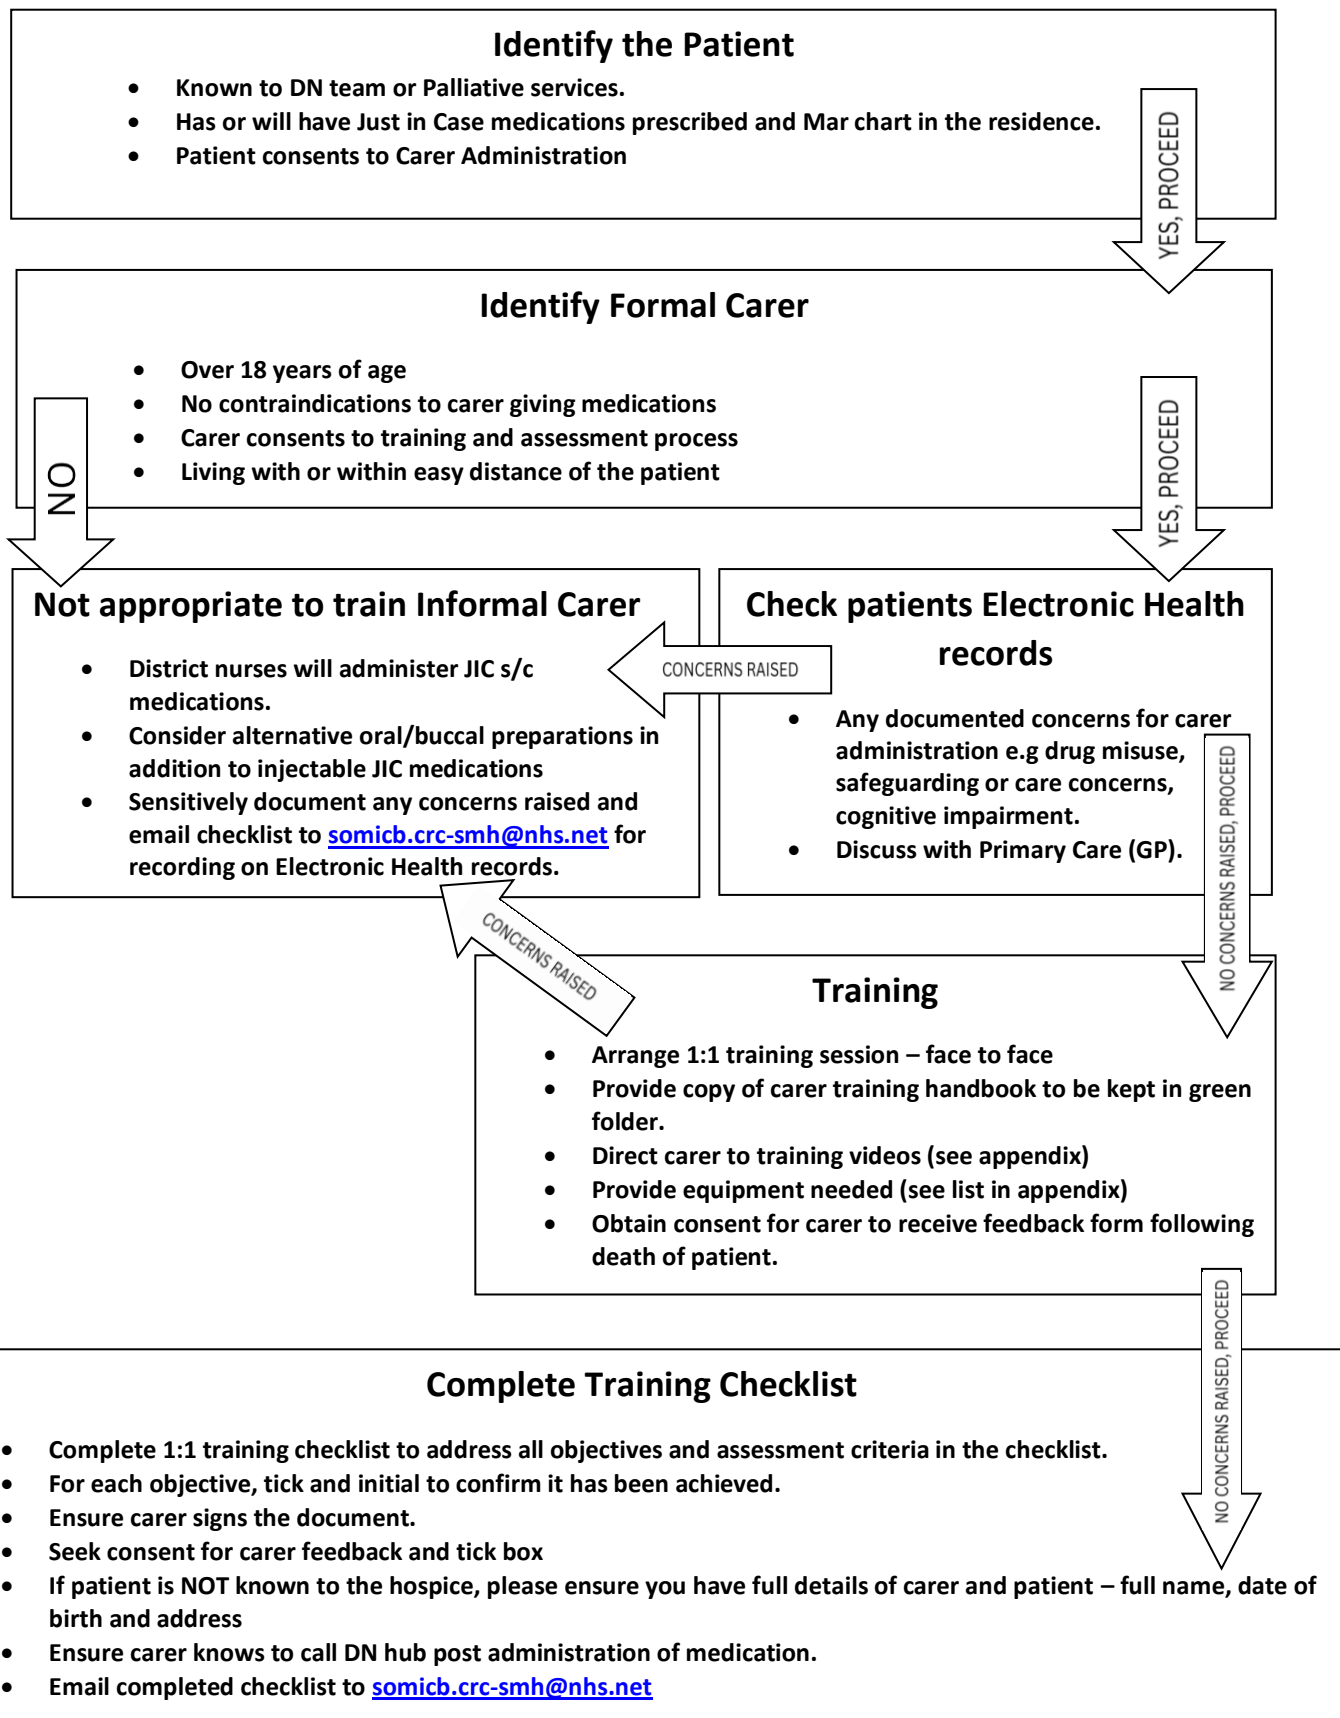 Identify the Patient
• Known to DN team or Palliative services.
• Has or will have Just in Case medications prescribed and Mar chart in the residence.
• Patient consents to Carer Administration
YES, PROCEED
Identify Formal Carer
• Over 18 years of age
• No contraindications to carer giving medications
• Carer consents to training and assessment process
• Living with or within easy distance of the patient
NO
YES, PROCEED
Not appropriate to train Informal Carer
• District nurses will administer JIC s/c
medications.
• Consider alternative oral/buccal preparations in
addition to injectable JIC medications
• Sensitively document any concerns raised and
email checklist to somicb.crc-smh@nhs.net for
recording on Electronic Health records.
CONCERNS RAISED
Check patients Electronic Health
records
• Any documented concerns for carer
administration e.g drug misuse,
safeguarding or care concerns,
cognitive impairment.
• Discuss with Primary Care (GP).
NO CONCERNS RAISED, PROCEED
CONCERNS RAISED
Training
• Arrange 1:1 training session – face to face
• Provide copy of carer training handbook to be kept in green
folder.
• Direct carer to training videos (see appendix)
• Provide equipment needed (see list in appendix)
• Obtain consent for carer to receive feedback form following
death of patient.
NO CONCERNS RAISED, PROCEED
Complete Training Checklist
• Complete 1:1 training checklist to address all objectives and assessment criteria in the checklist.
• For each objective, tick and initial to confirm it has been achieved.
• Ensure carer signs the document.
• Seek consent for carer feedback and tick box
• If patient is NOT known to the hospice, please ensure you have full details of carer and patient – full name, date of
birth and address
• Ensure carer knows to call DN hub post administration of medication.
• Email completed checklist to somicb.crc-smh@nhs.net